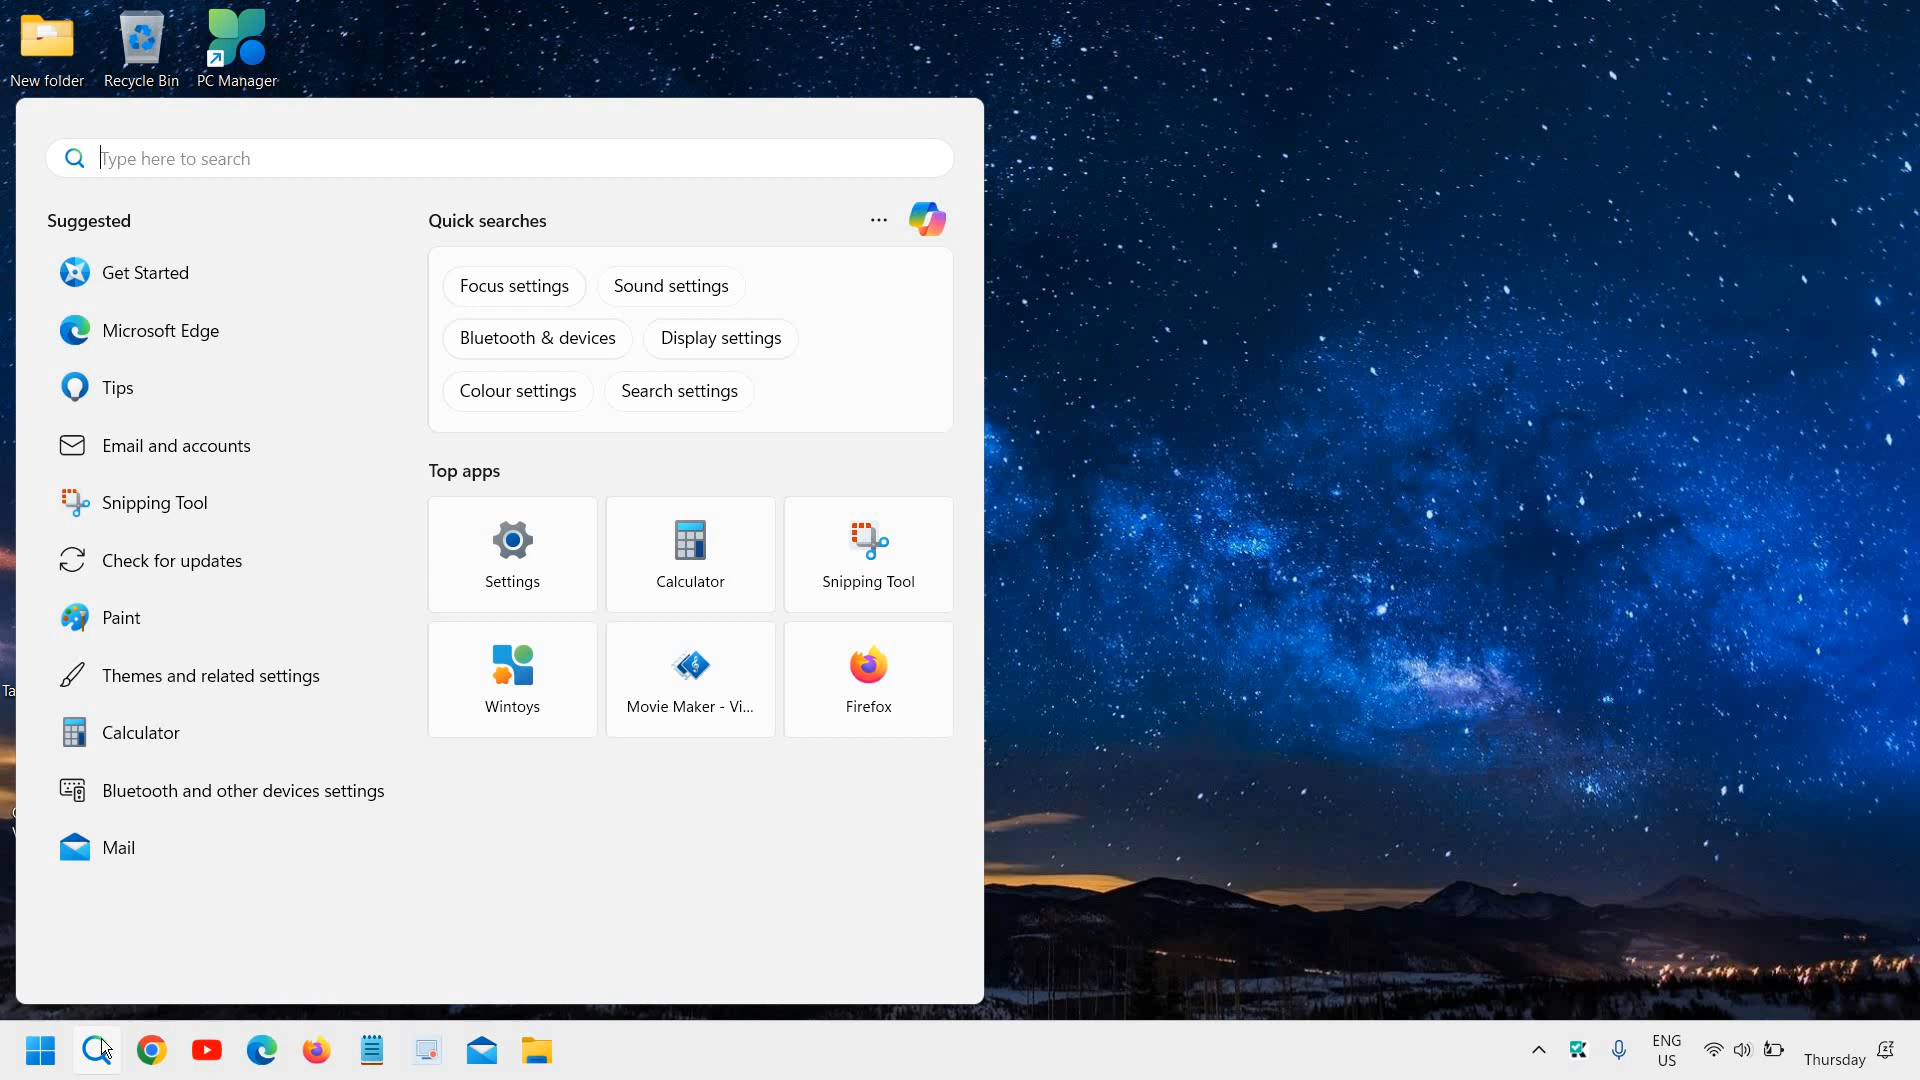 New folder
Recycle Bin
PC Manager
Type here to search
Suggested
Get Started
Microsoft Edge
Tips
Email and accounts
Snipping Tool
Check for updates
Paint
Themes and related settings
Calculator
Bluetooth and other devices settings
Mail
Quick searches
Focus settings
Sound settings
Bluetooth & devices
Display settings
Colour settings
Search settings
Top apps
Settings
Calculator
Snipping Tool
Wintoys
Movie Maker - Vi...
Firefox
Ta
ENG
US
Thursday